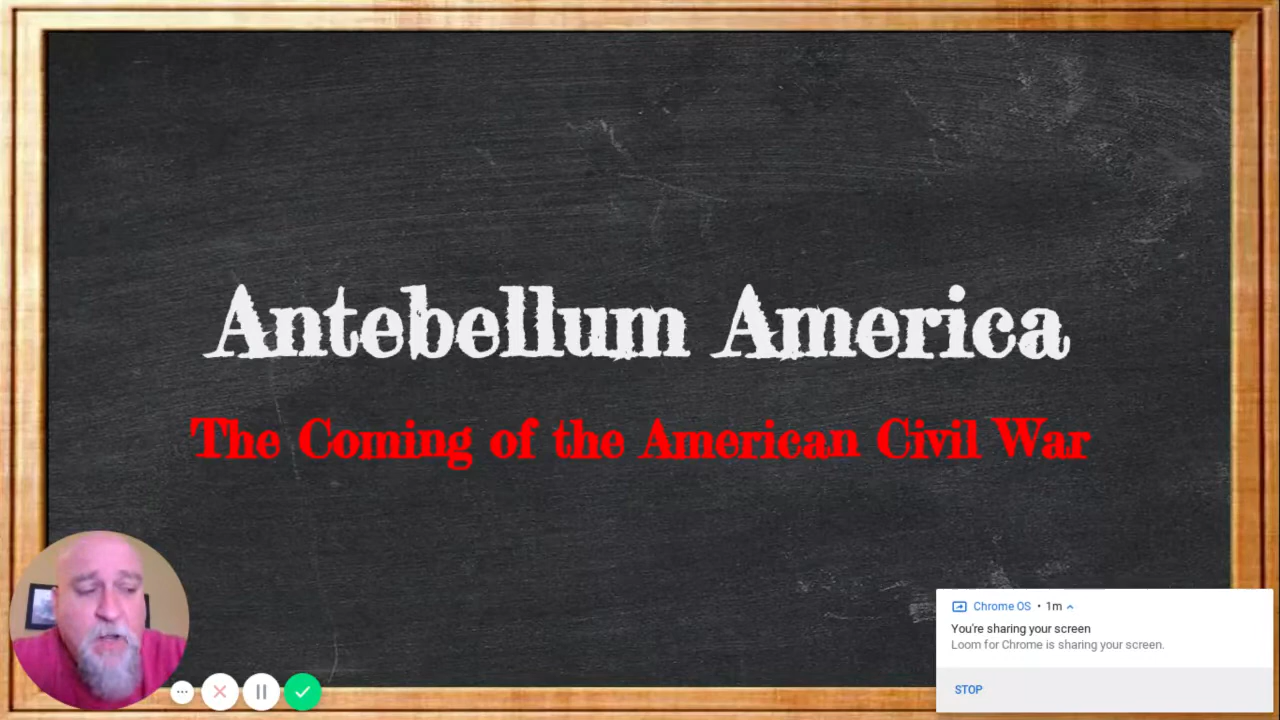 Antebellum America
The Coming of the American Civil War
Chrome OS • 1m
You're sharing your screen
Loom for Chrome is sharing your screen.
STOP